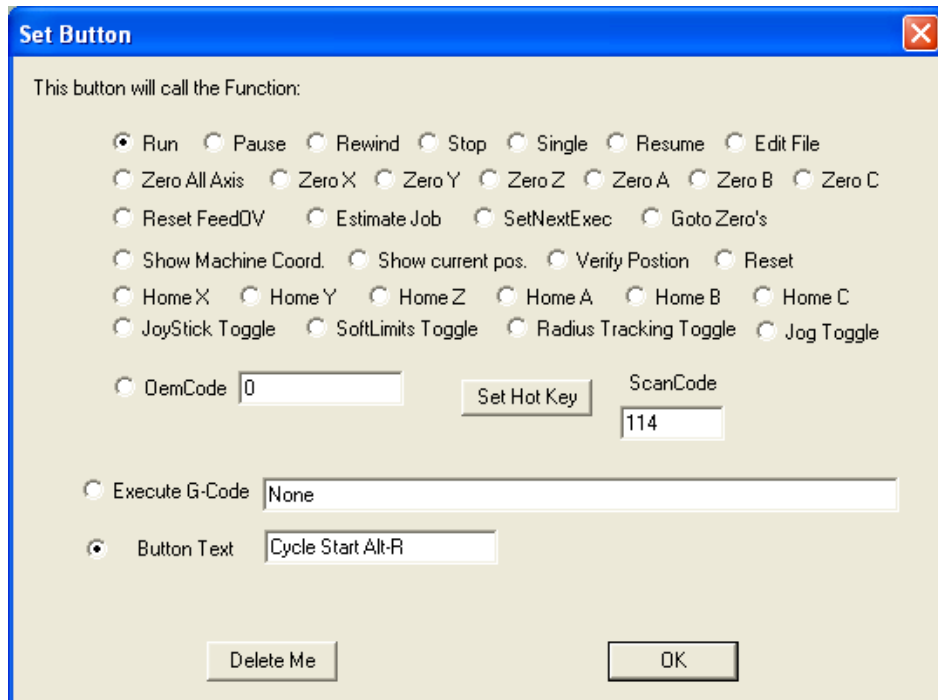 Set Button
This button will call the Function:
Run Pause Rewind Stop Single Resume Edit File
Zero All Axis Zero X Zero Y Zero Z Zero A Zero B Zero C
Reset FeedOV Estimate Job SetNextExec Goto Zero's
Show Machine Coord. Show current pos. Verify Postion Reset
Home X Home Y Home Z Home A Home B Home C
JoyStick Toggle SoftLimits Toggle Radius Tracking Toggle Jog Toggle
OemCode 0 Set Hot Key ScanCode
114
Execute G-Code None
Button Text Cycle Start Alt-R
Delete Me OK